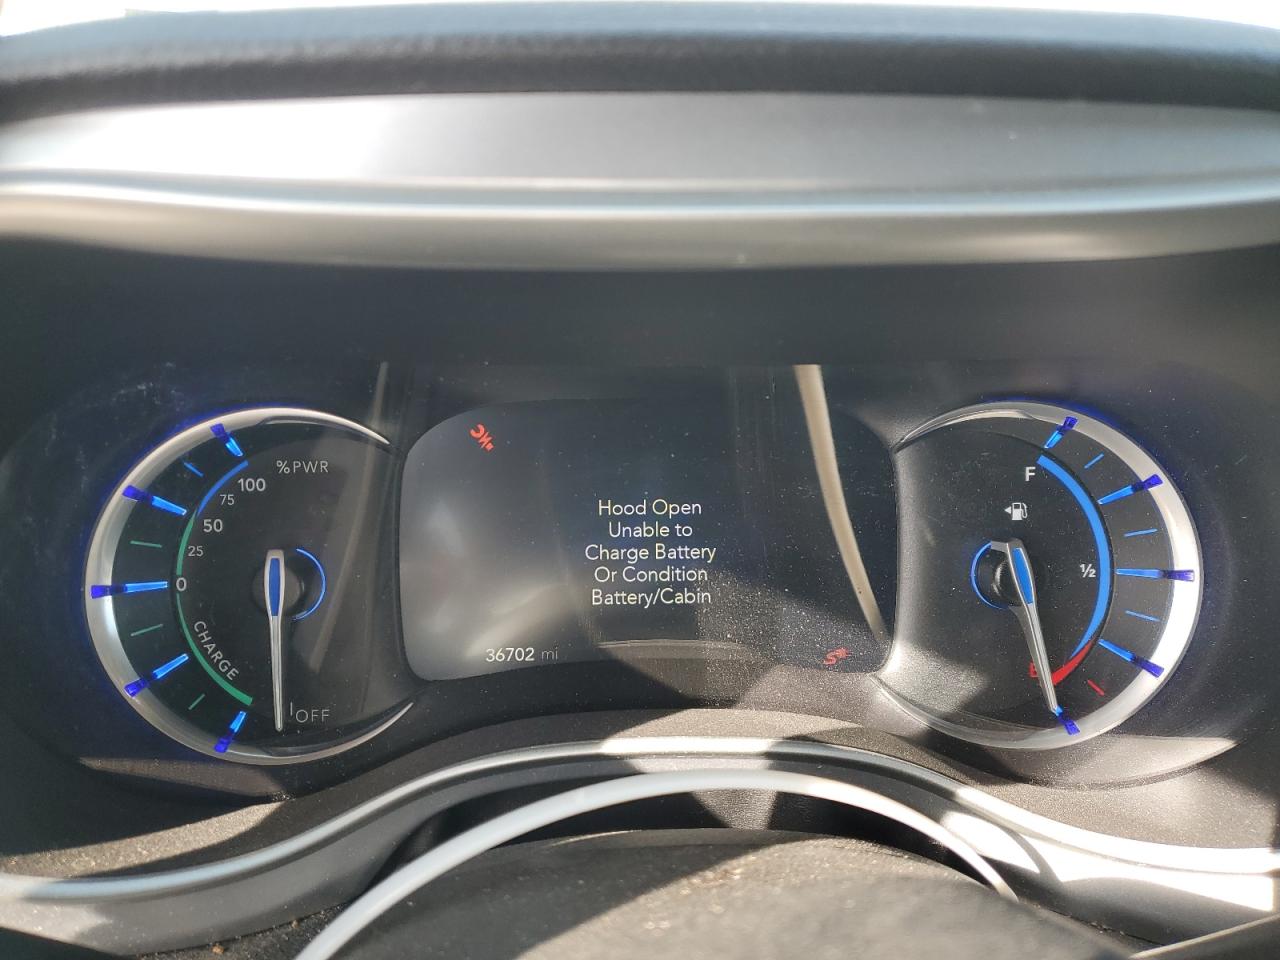 %PWR
100
75
50
25
0
CHARGE
OFF
Hood Open
Unable to
Charge Battery
Or Condition
Battery/Cabin
36702 mi
F
½
E